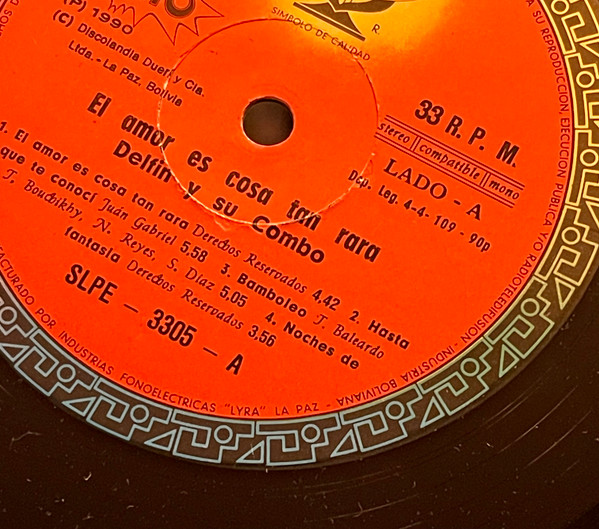 (P) 1990
(C) Discolandia Dueri y Cia.
Ltda. - La Paz, Bolivia
SIMBOLO DE CALIDAD
R.
33 R. P. M.
stereo | compatible | mono
LADO - A
Dep. Leg. 4-4-109 - 90p
El amor es cosa tan rara
Delfín y su Combo
1. El amor es cosa tan rara Derechos Reservados 4,42 2. Hasta
que te conocí Juan Gabriel 5,58 3. Bamboleo T. Baleardo
T. Bouchikhy, N. Reyes, S. Diaz 5,05 4. Noches de
fantasía Derechos Reservados 3,56
SLPE - 3305 - A
FACTURADO POR INDUSTRIAS FONOELECTRICAS "LYRA" LA PAZ - INDUSTRIA BOLIVIANA -
A SU REPRODUCCION, EJECUCION PUBLICA Y/O RADIOTELEDIFUSION